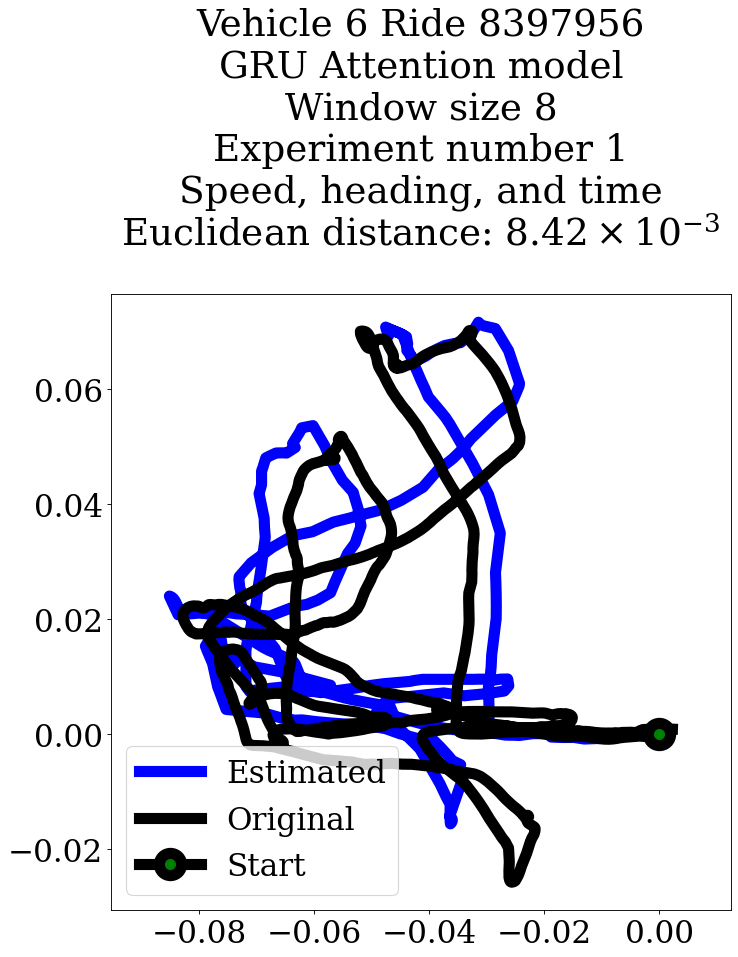 Vehicle 6 Ride 8397956
GRU Attention model
Window size 8
Experiment number 1
Speed, heading, and time
Euclidean distance: 8.42 × 10⁻³
0.06
0.04
0.02
0.00
−0.02
Estimated
Original
Start
−0.08 −0.06 −0.04 −0.02 0.00